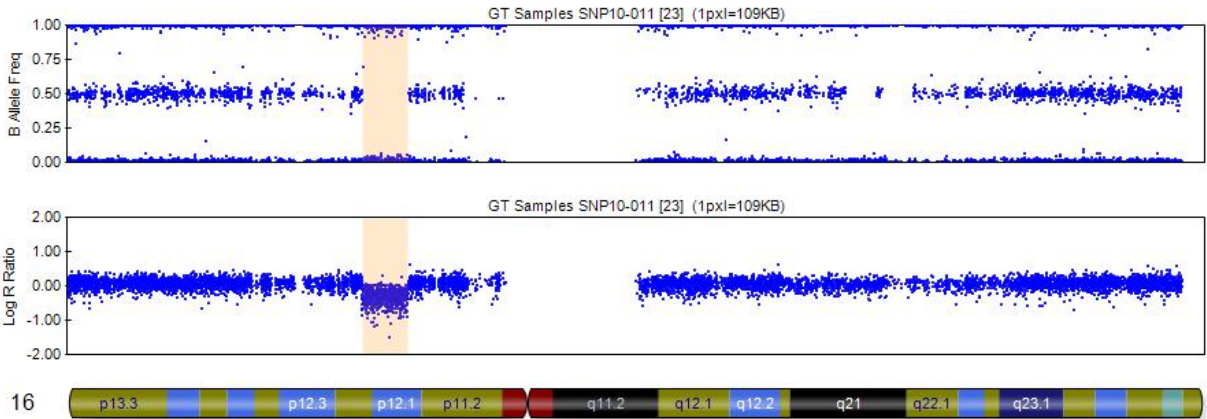 GT Samples SNP10-011 [23] (1pxl=109KB)
1.00
0.75
0.50
0.25
0.00
B Allele Freq
GT Samples SNP10-011 [23] (1pxl=109KB)
2.00
1.00
0.00
-1.00
-2.00
Log R Ratio
16 p13.3 p12.3 p12.1 p11.2 q11.2 q12.1 q12.2 q21 q22.1 q23.1